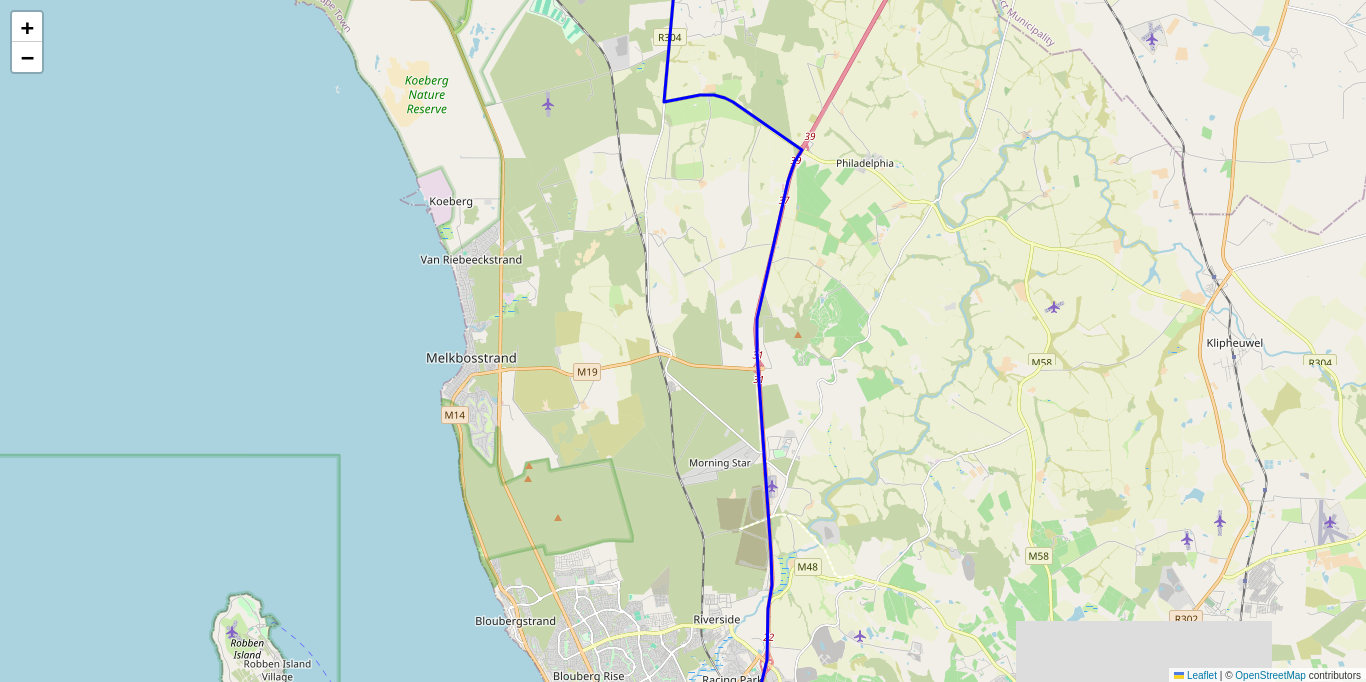 +
−
Cape Town
cr Municipality
R304
Koeberg
Nature
Reserve
39
39
Philadelphia
37
Koeberg
Van Riebeeckstrand
Melkbosstrand
M19
31
31
M58
Klipheuwel
R304
M14
Morning Star
M58
M48
Bloubergstrand
Riverside
R302
22
Robben
Island
Robben Island
Village
Blouberg Rise
Racing Park
Leaflet | © OpenStreetMap contributors